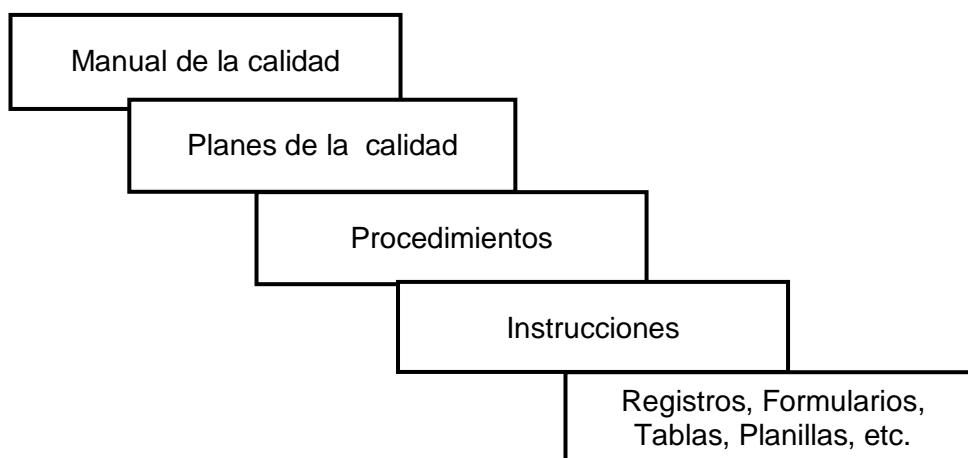 Manual de la calidad
Planes de la  calidad
Procedimientos
Instrucciones
Registros, Formularios,
Tablas, Planillas, etc.